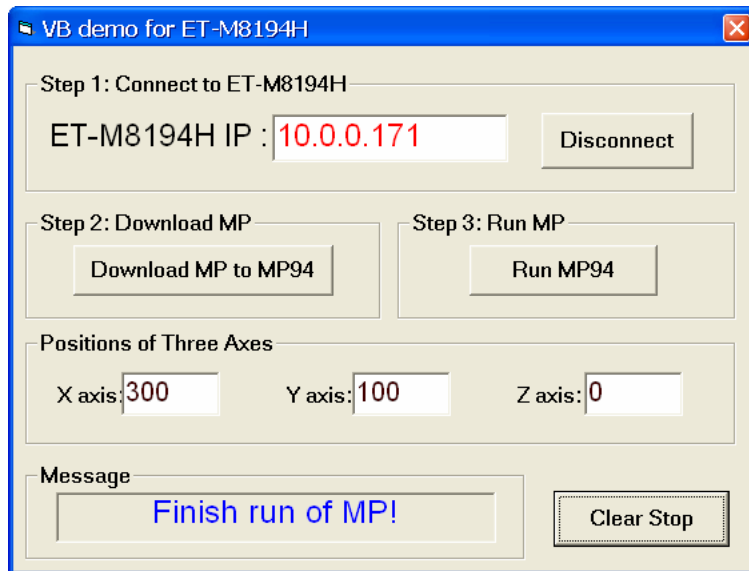 VB demo for ET-M8194H
Step 1: Connect to ET-M8194H
ET-M8194H IP : 10.0.0.171
Disconnect
Step 2: Download MP
Download MP to MP94
Step 3: Run MP
Run MP94
Positions of Three Axes
X axis: 300 Y axis: 100 Z axis: 0
Message
Finish run of MP!
Clear Stop